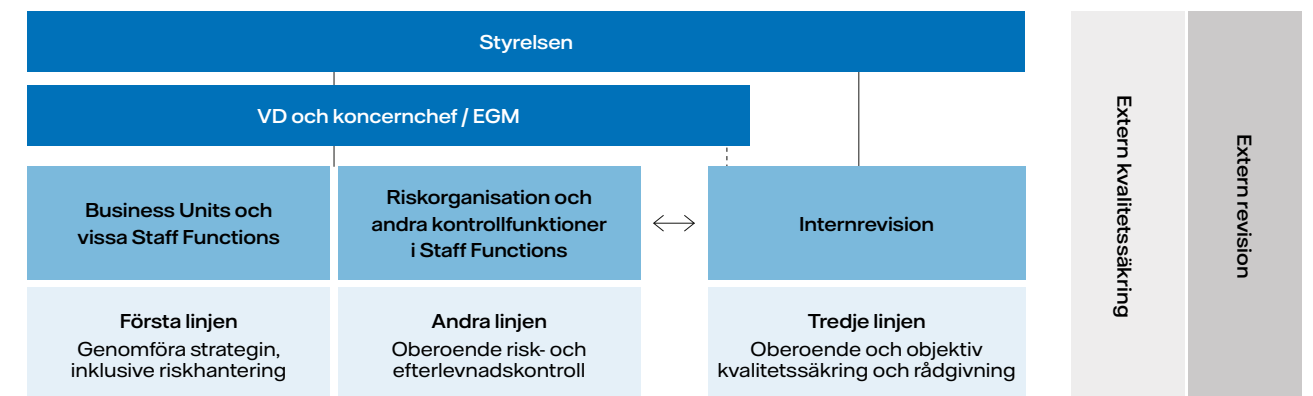 Styrelsen
VD och koncernchef / EGM
Business Units och
vissa Staff Functions
Riskorganisation och
andra kontrollfunktioner
i Staff Functions
Internrevision
Första linjen
Genomföra strategin,
inklusive riskhantering
Andra linjen
Oberoende risk- och
efterlevnadskontroll
Tredje linjen
Oberoende och objektiv
kvalitetssäkring och rådgivning
Extern kvalitetssäkring
Extern revision